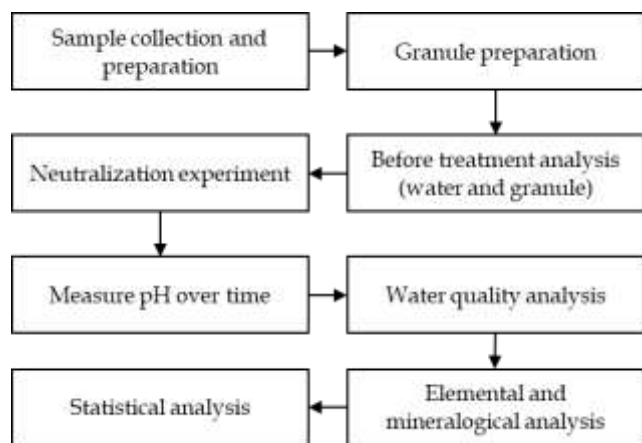 Sample collection and
preparation
Granule preparation
Before treatment analysis
(water and granule)
Neutralization experiment
Measure pH over time
Water quality analysis
Elemental and
mineralogical analysis
Statistical analysis